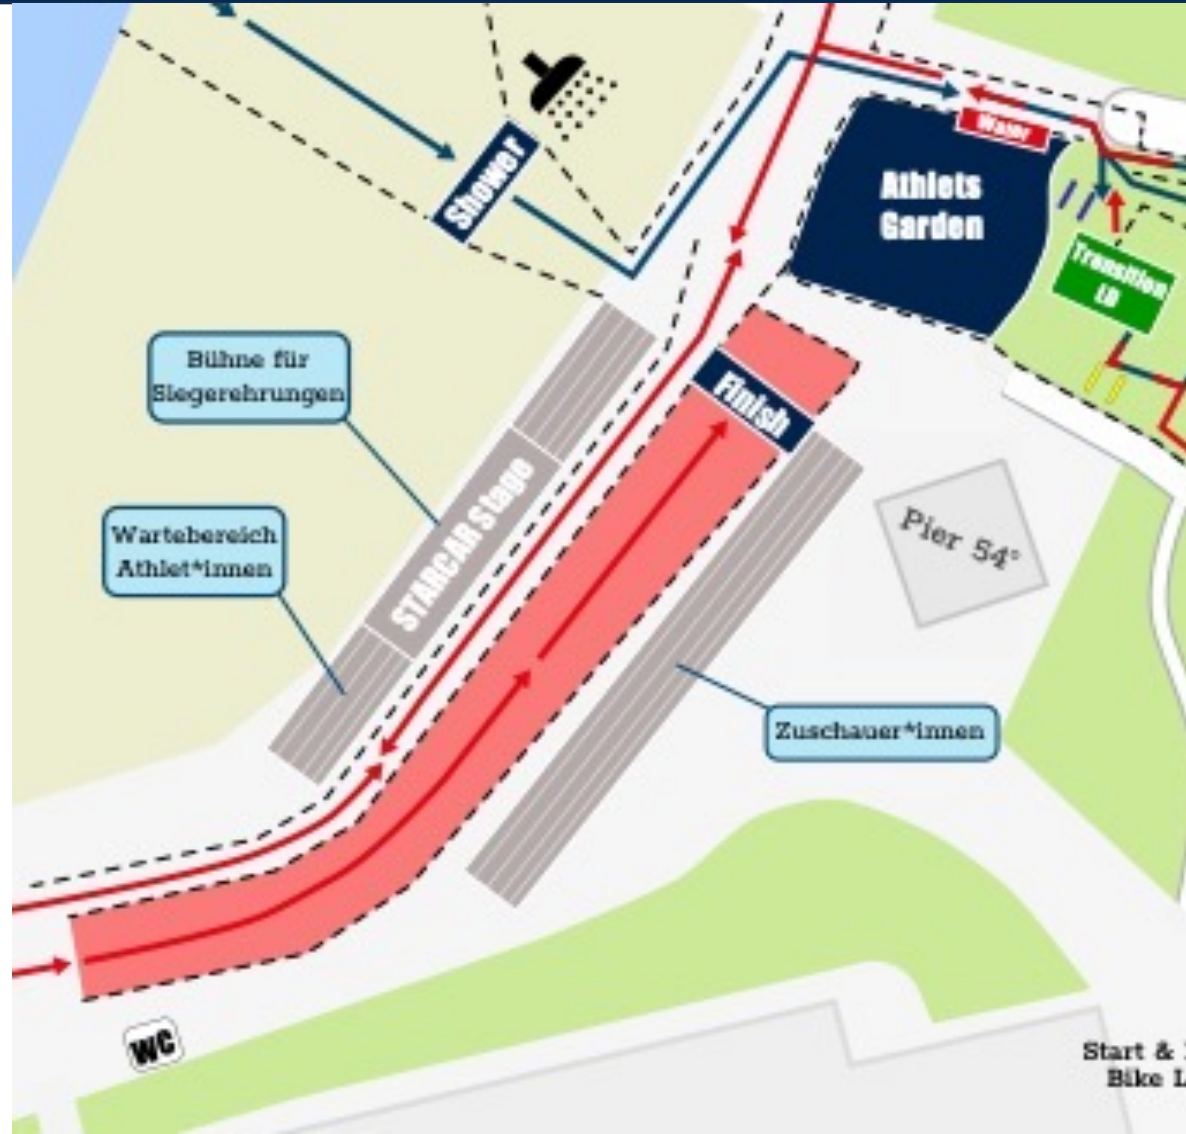 Shower
Water
Athlets
Garden
Transition
LD
Bühne für
Siegerehrungen
Finish
STARCAR Stage
Wartebereich
Athlet*innen
Pier 54°
Zuschauer*innen
WC
Start &
Bike L